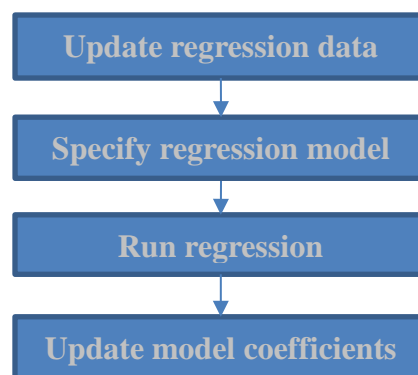 Update regression data
Specify regression model
Run regression
Update model coefficients